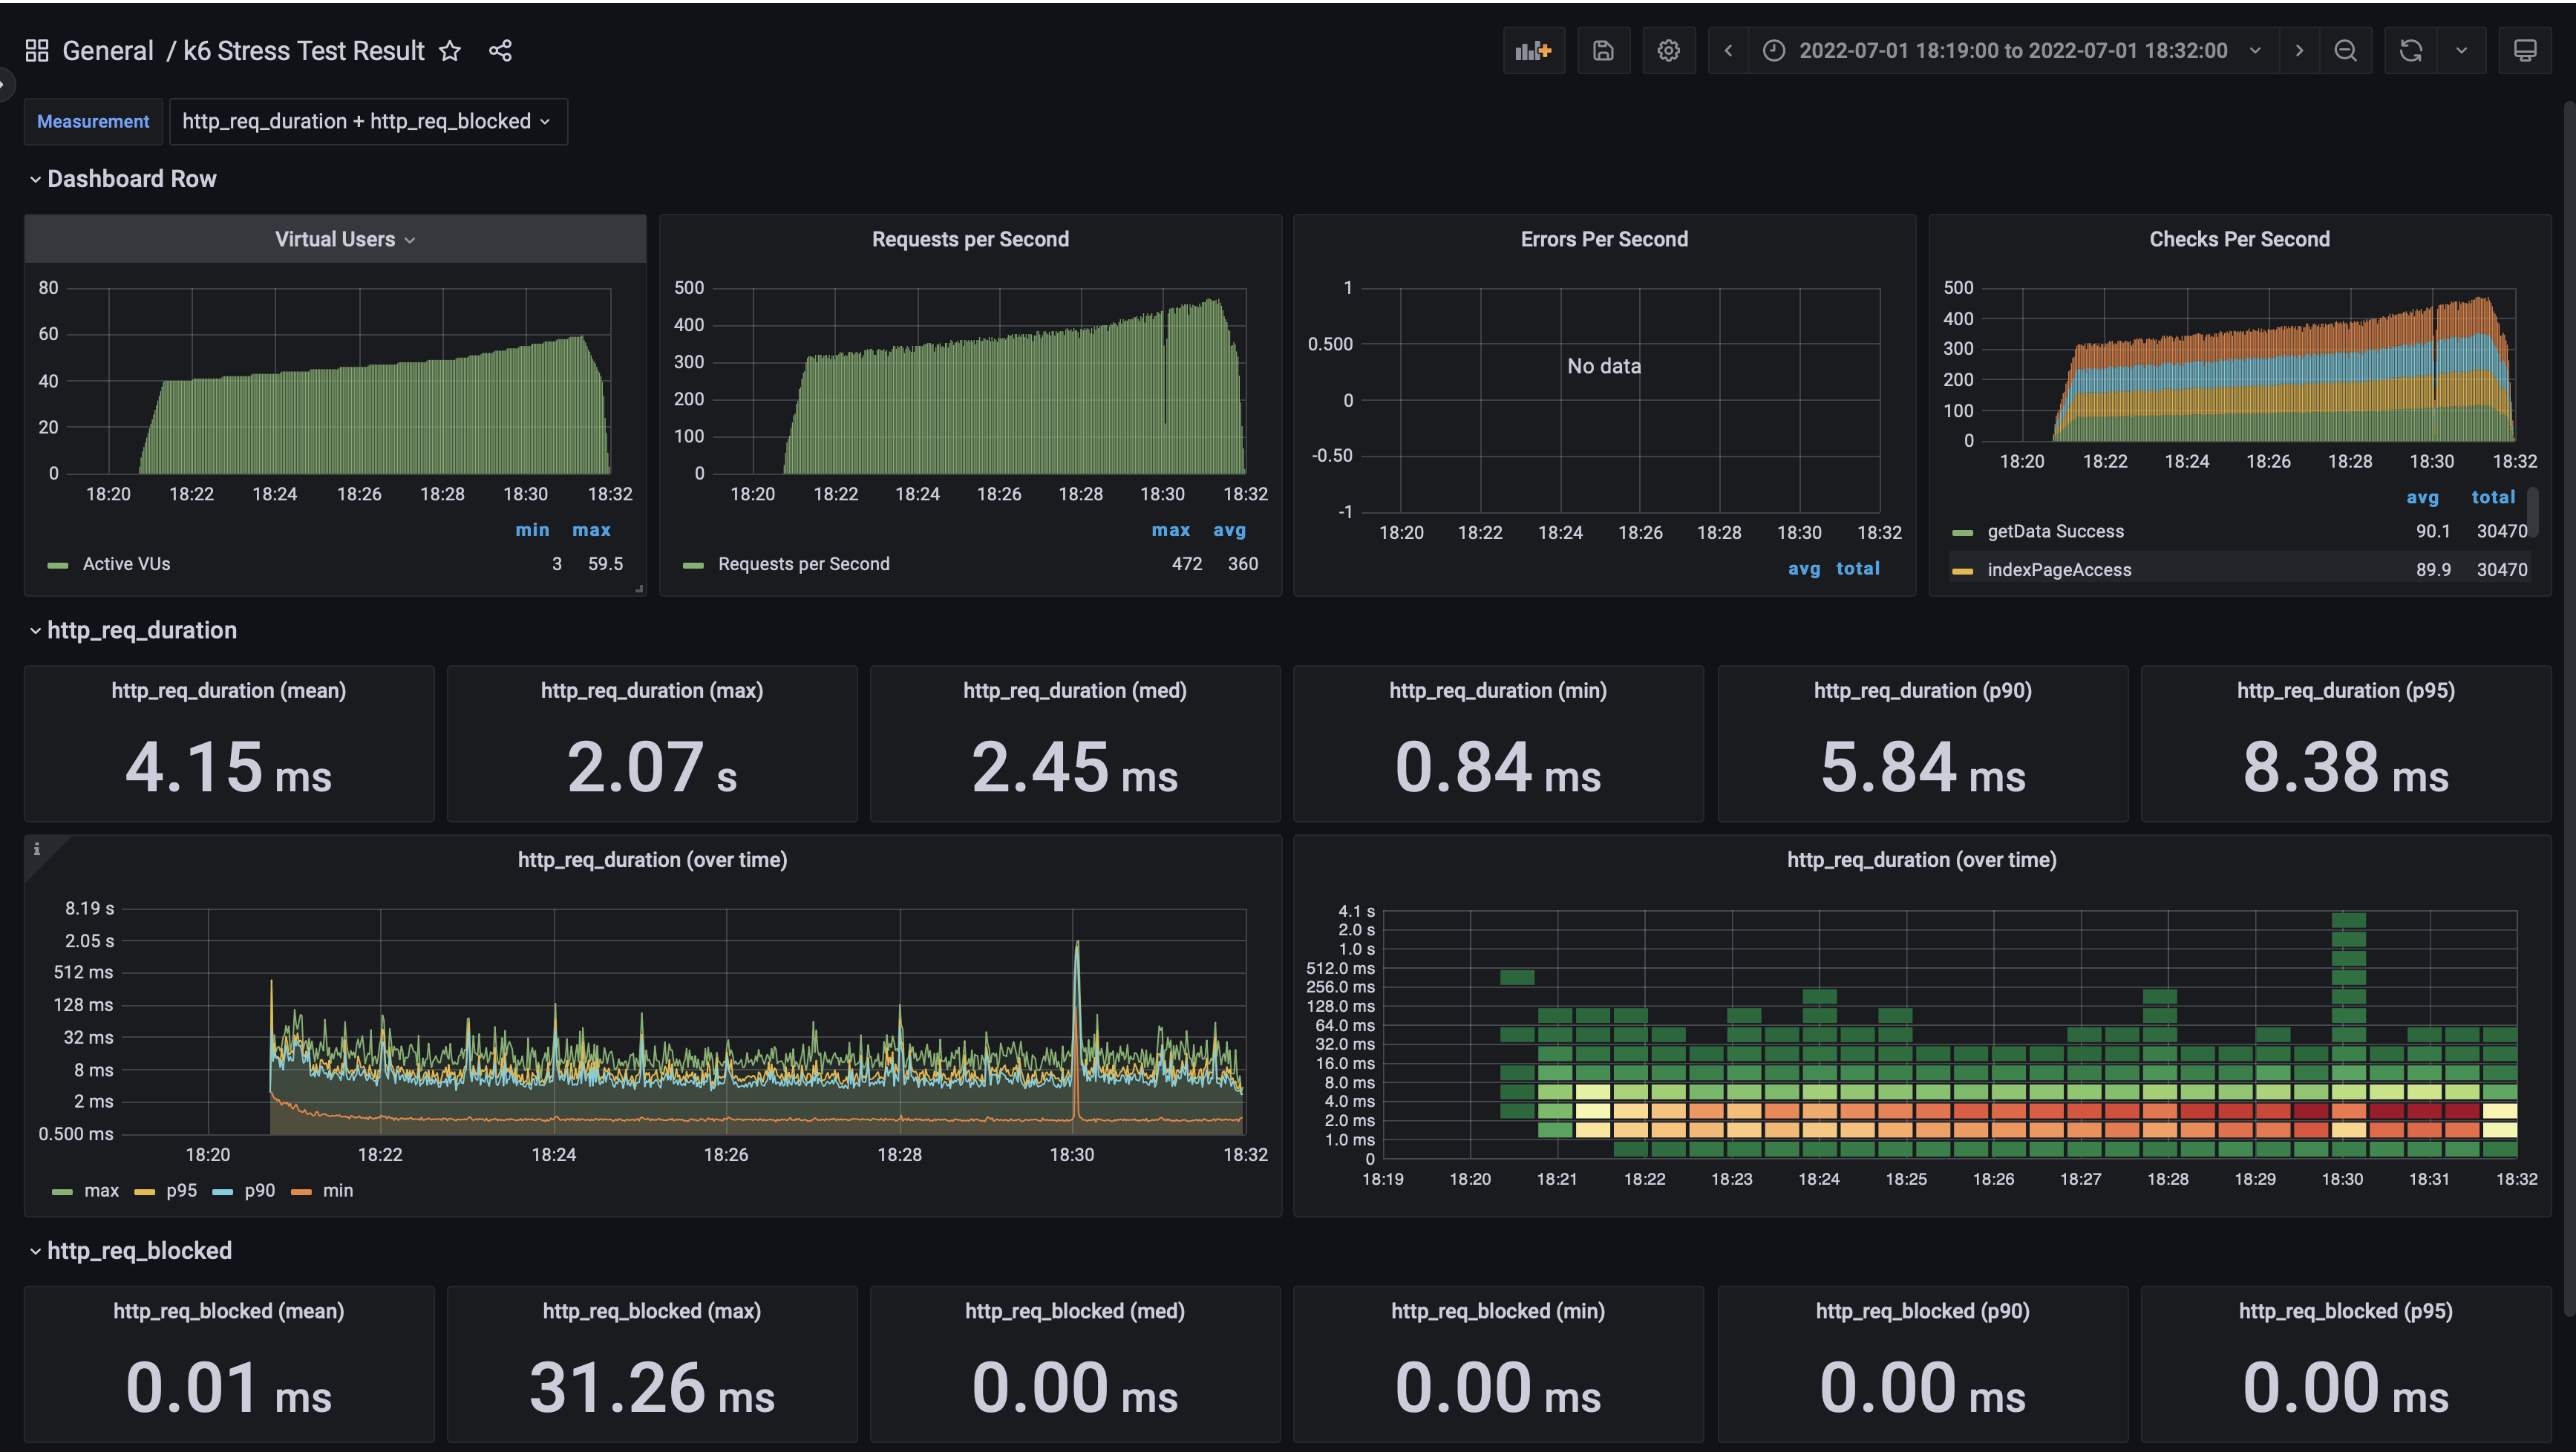 General / k6 Stress Test Result
2022-07-01 18:19:00 to 2022-07-01 18:32:00
Measurement http_req_duration + http_req_blocked
Dashboard Row
Virtual Users
80
60
40
20
0
18:20 18:22 18:24 18:26 18:28 18:30 18:32
min max
Active VUs 3 59.5
Requests per Second
500
400
300
200
100
0
18:20 18:22 18:24 18:26 18:28 18:30 18:32
max avg
Requests per Second 472 360
Errors Per Second
1
0.500
0
-0.50
-1
No data
18:20 18:22 18:24 18:26 18:28 18:30 18:32
avg total
Checks Per Second
500
400
300
200
100
0
18:20 18:22 18:24 18:26 18:28 18:30 18:32
avg total
getData Success 90.1 30470
indexPageAccess 89.9 30470
http_req_duration
http_req_duration (mean)
4.15 ms
http_req_duration (max)
2.07 s
http_req_duration (med)
2.45 ms
http_req_duration (min)
0.84 ms
http_req_duration (p90)
5.84 ms
http_req_duration (p95)
8.38 ms
i
http_req_duration (over time)
8.19 s
2.05 s
512 ms
128 ms
32 ms
8 ms
2 ms
0.500 ms
18:20 18:22 18:24 18:26 18:28 18:30 18:32
max p95 p90 min
http_req_duration (over time)
4.1 s
2.0 s
1.0 s
512.0 ms
256.0 ms
128.0 ms
64.0 ms
32.0 ms
16.0 ms
8.0 ms
4.0 ms
2.0 ms
1.0 ms
0
18:19 18:20 18:21 18:22 18:23 18:24 18:25 18:26 18:27 18:28 18:29 18:30 18:31 18:32
http_req_blocked
http_req_blocked (mean)
0.01 ms
http_req_blocked (max)
31.26 ms
http_req_blocked (med)
0.00 ms
http_req_blocked (min)
0.00 ms
http_req_blocked (p90)
0.00 ms
http_req_blocked (p95)
0.00 ms